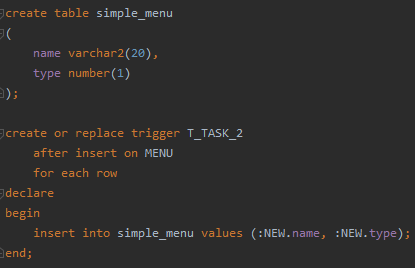 create table simple_menu
(
    name varchar2(20),
    type number(1)
);

create or replace trigger T_TASK_2
    after insert on MENU
    for each row
declare
begin
    insert into simple_menu values (:NEW.name, :NEW.type);
end;